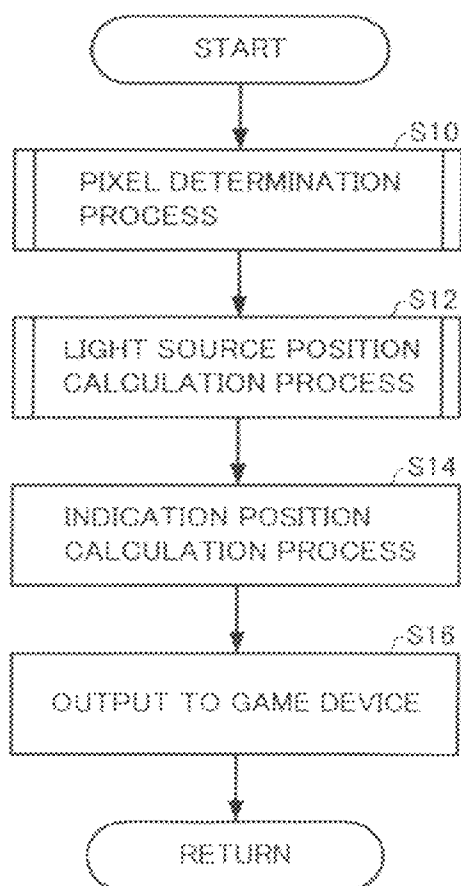 START
S10
PIXEL DETERMINATION
PROCESS
S12
LIGHT SOURCE POSITION
CALCULATION PROCESS
S14
INDICATION POSITION
CALCULATION PROCESS
S16
OUTPUT TO GAME DEVICE
RETURN